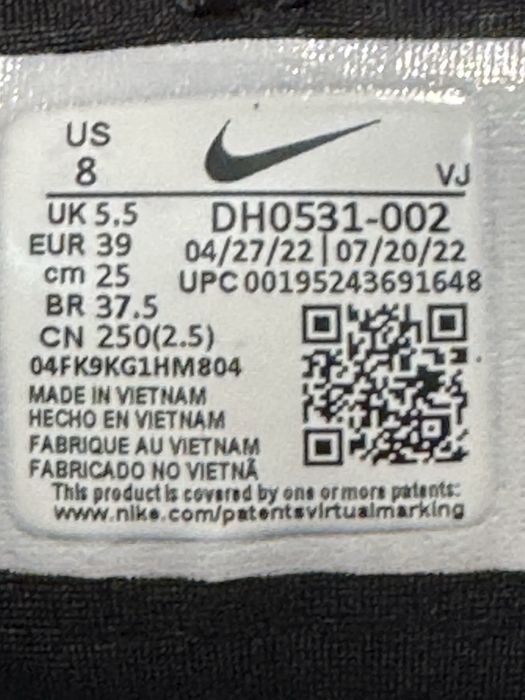 US
8
VJ
UK 5.5
DH0531-002
EUR 39
04/27/22 | 07/20/22
cm 25
UPC 00195243691648
BR 37.5
CN 250(2.5)
04FK9KG1HM804
MADE IN VIETNAM
HECHO EN VIETNAM
FABRIQUE AU VIETNAM
FABRICADO NO VIETNÃ
This product is covered by one or more patents:
www.nike.com/patentsvirtualmarking